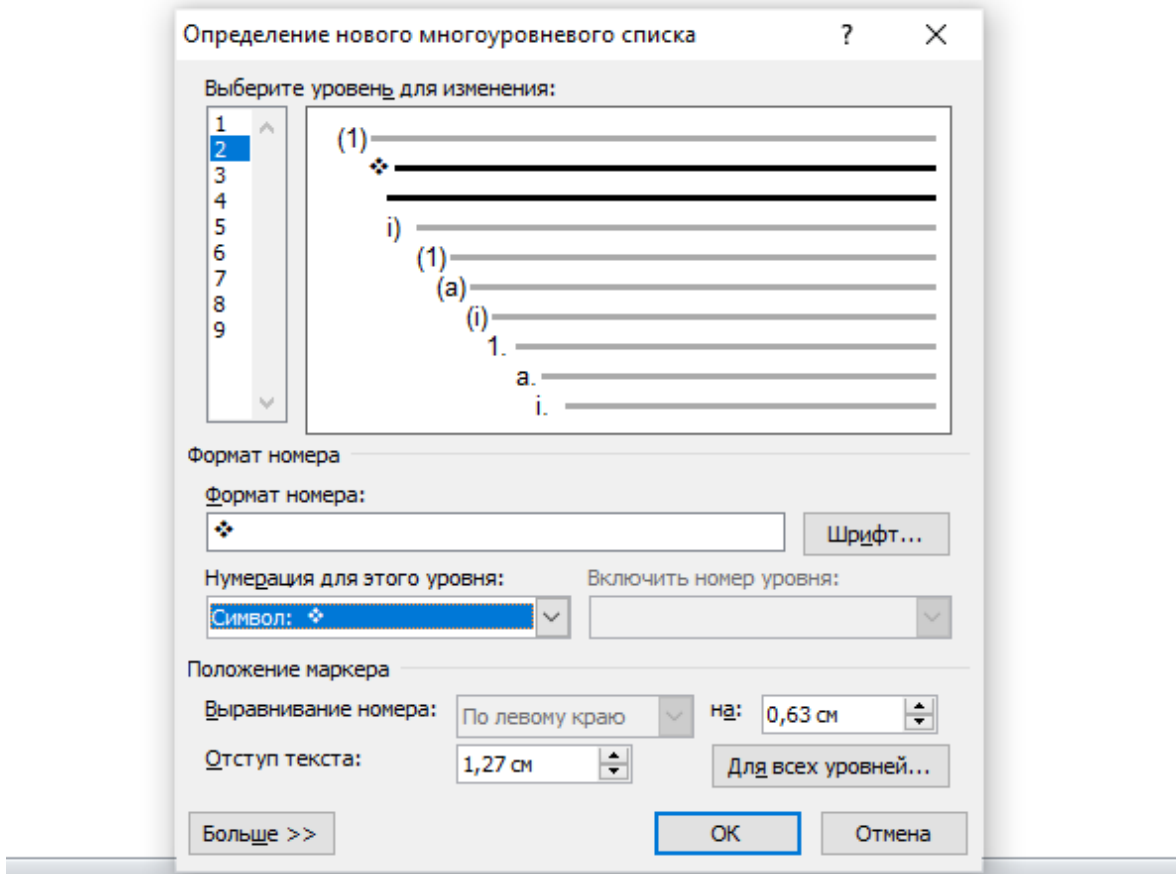 Определение нового многоуровневого списка ? ×
Выберите уровень для изменения:
1
2
3
4
5
6
7
8
9
(1)
❖
i)
(1)
(a)
(i)
1.
a.
i.
Формат номера
Формат номера:
❖ Шрифт...
Нумерация для этого уровня: Включить номер уровня:
Символ: ❖
Положение маркера
Выравнивание номера: По левому краю на: 0,63 см
Отступ текста: 1,27 см Для всех уровней...
Больше >> ОК Отмена